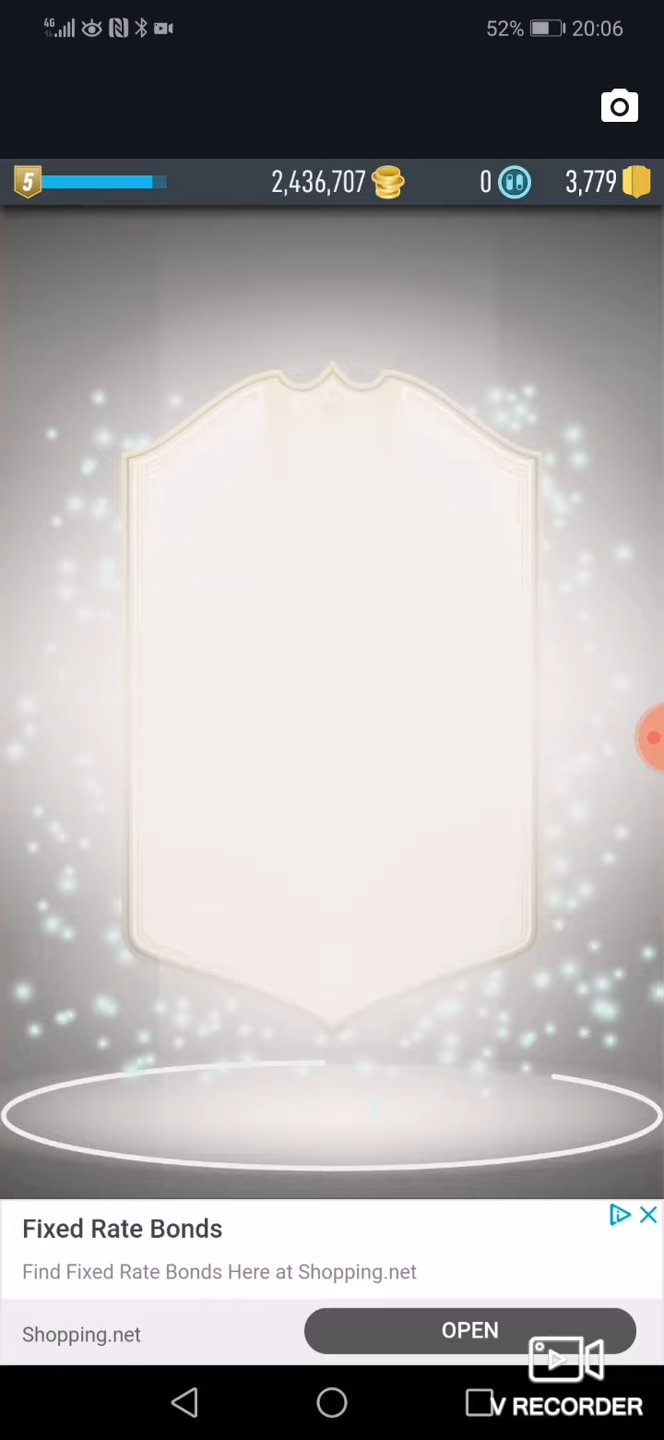 4G 52% 20:06
5 2,436,707 0 3,779
Fixed Rate Bonds
Find Fixed Rate Bonds Here at Shopping.net
Shopping.net OPEN
V RECORDER